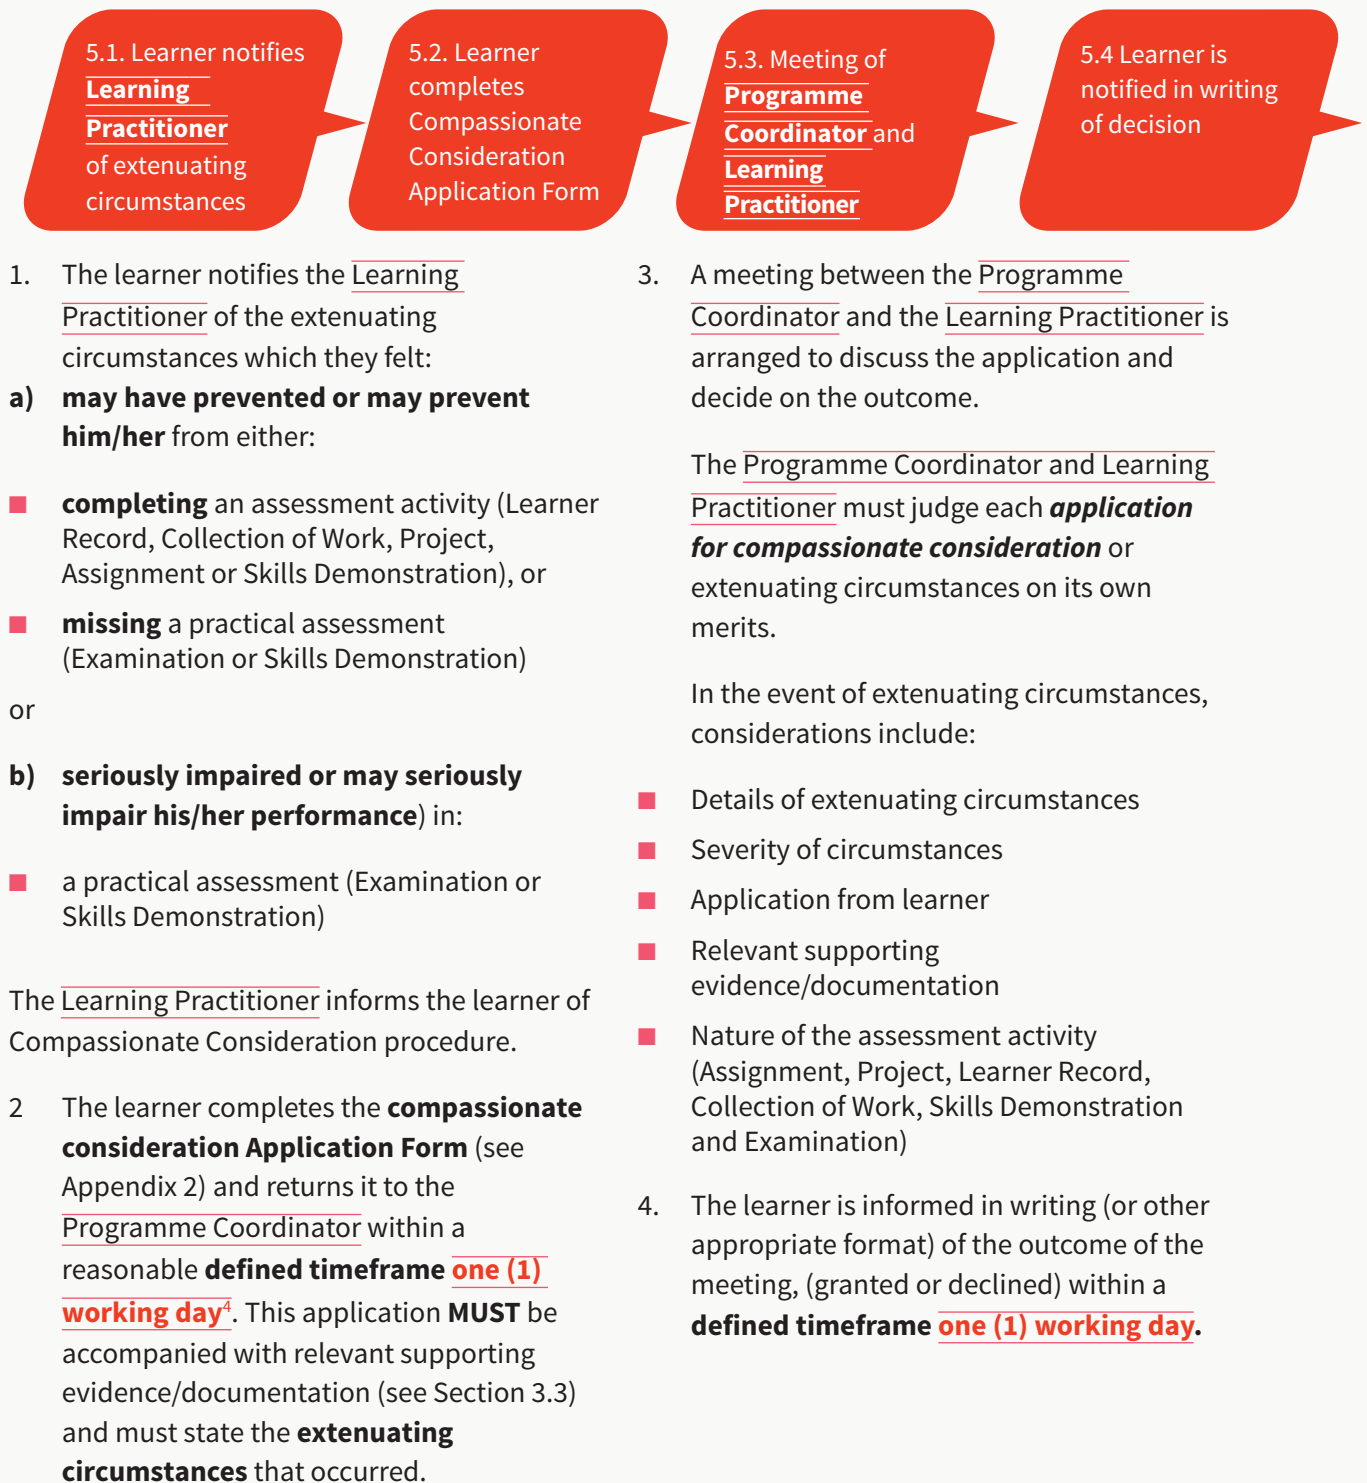 5.1. Learner notifies
Learning
Practitioner
of extenuating
circumstances
5.2. Learner
completes
Compassionate
Consideration
Application Form
5.3. Meeting of
Programme
Coordinator and
Learning
Practitioner
5.4 Learner is
notified in writing
of decision
1. The learner notifies the Learning
Practitioner of the extenuating
circumstances which they felt:
a) may have prevented or may prevent
him/her from either:
■ completing an assessment activity (Learner
Record, Collection of Work, Project,
Assignment or Skills Demonstration), or
■ missing a practical assessment
(Examination or Skills Demonstration)
or
b) seriously impaired or may seriously
impair his/her performance) in:
■ a practical assessment (Examination or
Skills Demonstration)
The Learning Practitioner informs the learner of
Compassionate Consideration procedure.
2 The learner completes the compassionate
consideration Application Form (see
Appendix 2) and returns it to the
Programme Coordinator within a
reasonable defined timeframe one (1)
working day4. This application MUST be
accompanied with relevant supporting
evidence/documentation (see Section 3.3)
and must state the extenuating
circumstances that occurred.
3. A meeting between the Programme
Coordinator and the Learning Practitioner is
arranged to discuss the application and
decide on the outcome.
The Programme Coordinator and Learning
Practitioner must judge each application
for compassionate consideration or
extenuating circumstances on its own
merits.
In the event of extenuating circumstances,
considerations include:
■ Details of extenuating circumstances
■ Severity of circumstances
■ Application from learner
■ Relevant supporting
evidence/documentation
■ Nature of the assessment activity
(Assignment, Project, Learner Record,
Collection of Work, Skills Demonstration
and Examination)
4. The learner is informed in writing (or other
appropriate format) of the outcome of the
meeting, (granted or declined) within a
defined timeframe one (1) working day.